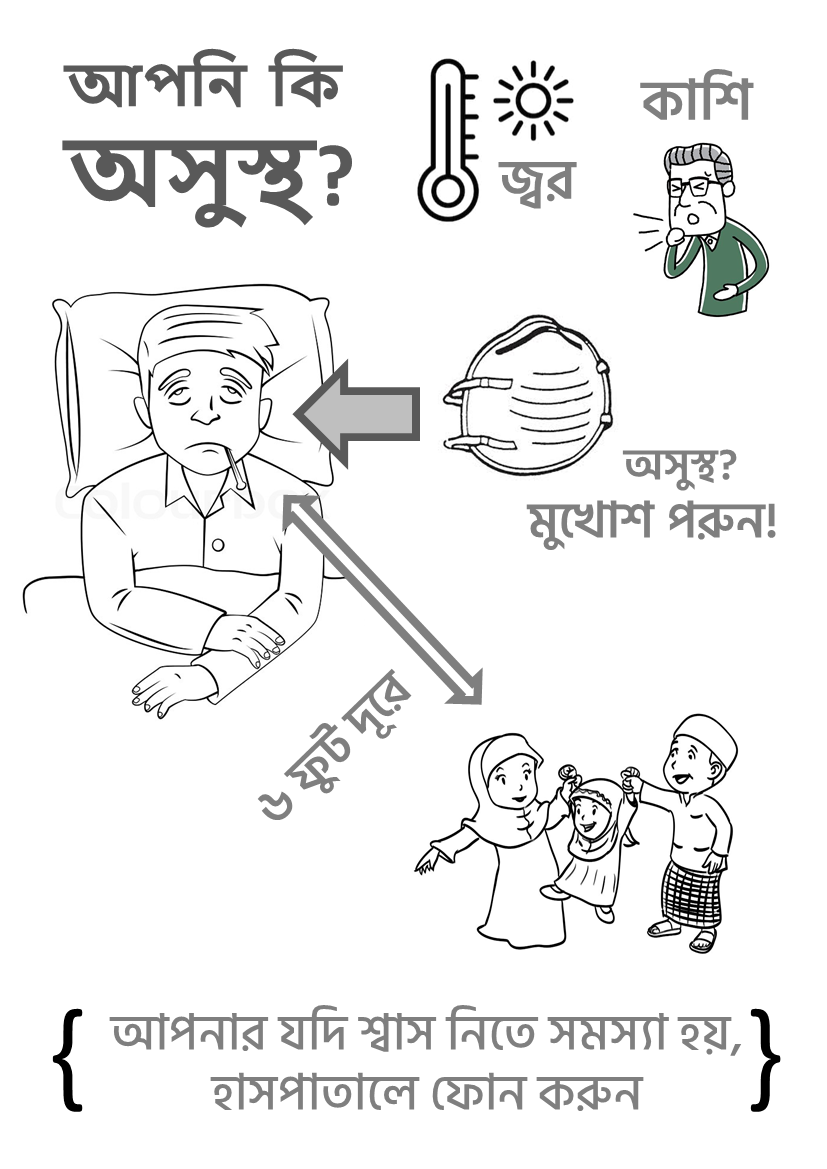 আপনি কি
অসুস্থ?
জ্বর
কাশি
অসুস্থ?
মুখোশ পরুন!
৬ ফুট দূরে
{ আপনার যদি শ্বাস নিতে সমস্যা হয়, }
হাসপাতালে ফোন করুন